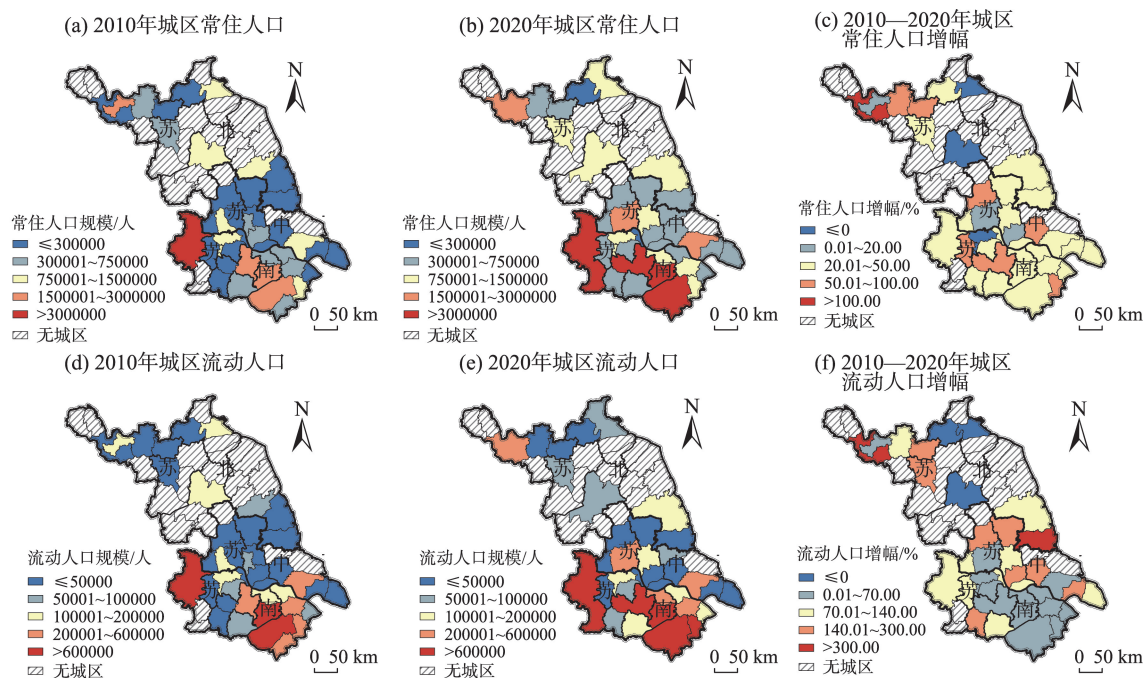 (a) 2010年城区常住人口
N
苏
北
苏
中
苏
南
常住人口规模/人
≤300000
300001~750000
750001~1500000
1500001~3000000
>3000000
无城区
0 50 km
(b) 2020年城区常住人口
N
苏
北
苏
中
苏
南
常住人口规模/人
≤300000
300001~750000
750001~1500000
1500001~3000000
>3000000
无城区
0 50 km
(c) 2010—2020年城区
常住人口增幅
N
苏
北
苏
中
苏
南
常住人口增幅/%
≤0
0.01~20.00
20.01~50.00
50.01~100.00
>100.00
无城区
0 50 km
(d) 2010年城区流动人口
N
苏
北
苏
中
苏
南
流动人口规模/人
≤50000
50001~100000
100001~200000
200001~600000
>600000
无城区
0 50 km
(e) 2020年城区流动人口
N
苏
北
苏
中
苏
南
流动人口规模/人
≤50000
50001~100000
100001~200000
200001~600000
>600000
无城区
0 50 km
(f) 2010—2020年城区
流动人口增幅
N
苏
北
苏
中
苏
南
流动人口增幅/%
≤0
0.01~70.00
70.01~140.00
140.01~300.00
>300.00
无城区
0 50 km